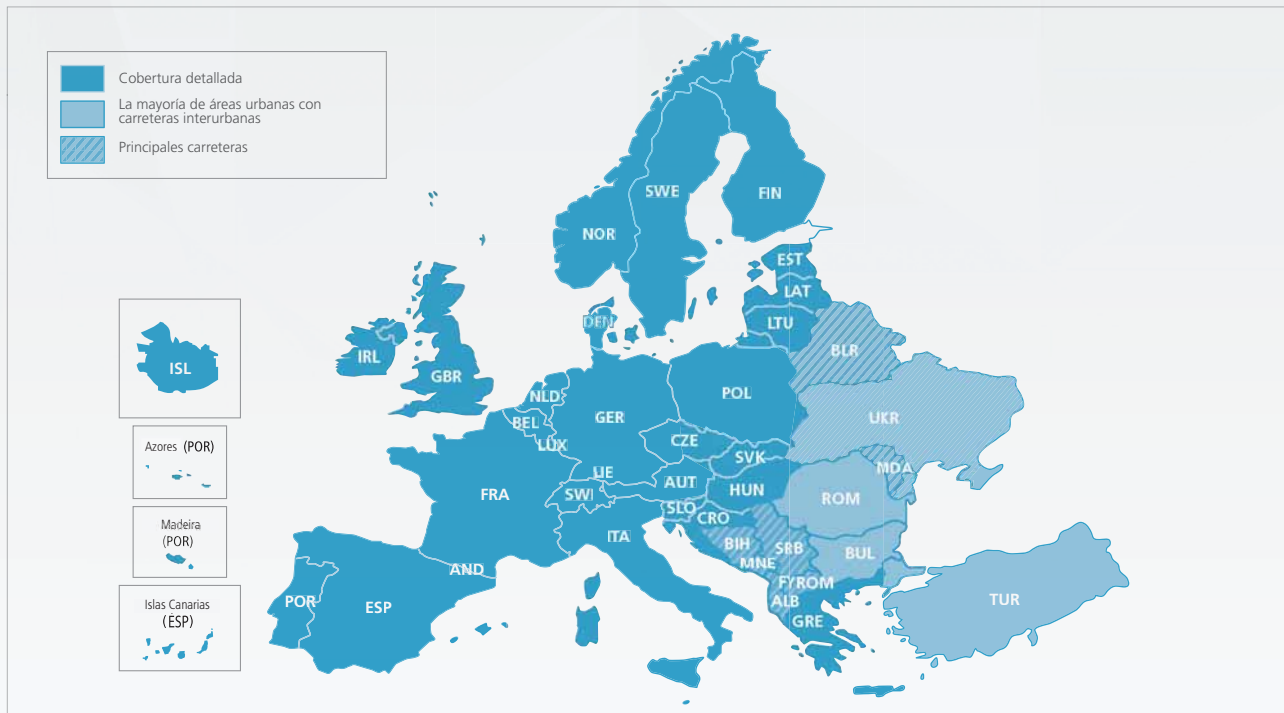 Cobertura detallada
La mayoría de áreas urbanas con
carreteras interurbanas
Principales carreteras
SWE
FIN
NOR
EST
LAT
DEN
LTU
ISL
IRL
BLR
GBR
NLD
POL
GER
UKR
BEL
CZE
LUX
Azores (POR)
SVK
MDA
LIE
AUT
HUN
FRA
SWI
ROM
SLO
CRO
Madeira
(POR)
ITA
BIH
SRB
BUL
MNE
AND
FYROM
POR
ESP
ALB
TUR
Islas Canarias
(ESP)
GRE